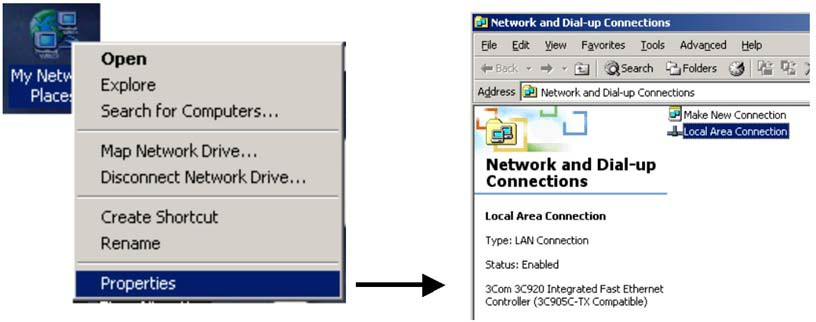 My Netw
Places
Open
Explore
Search for Computers...
Map Network Drive...
Disconnect Network Drive...
Create Shortcut
Rename
Properties
Network and Dial-up Connections
File Edit View Favorites Tools Advanced Help
Back Search Folders
Address Network and Dial-up Connections
Make New Connection
Local Area Connection
Network and Dial-up
Connections
Local Area Connection
Type: LAN Connection
Status: Enabled
3Com 3C920 Integrated Fast Ethernet
Controller (3C905C-TX Compatible)